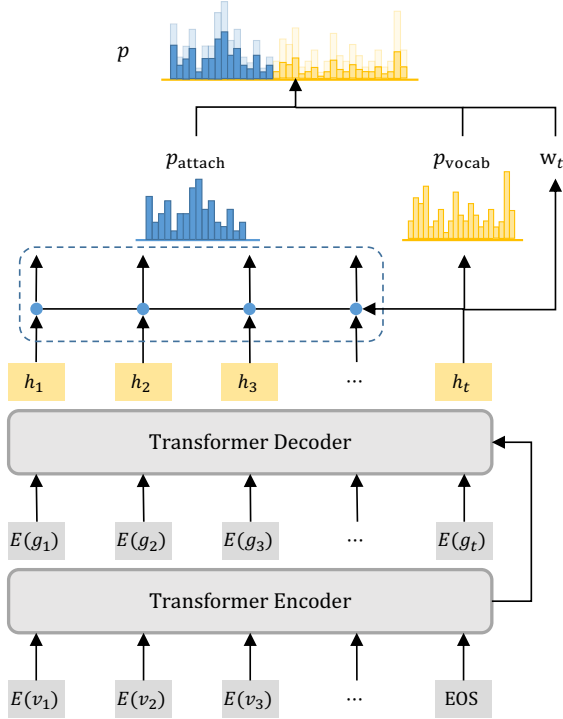 p
p_attach p_vocab w_t
h_1 h_2 h_3 ... h_t
Transformer Decoder
E(g_1) E(g_2) E(g_3) ... E(g_t)
Transformer Encoder
E(v_1) E(v_2) E(v_3) ... EOS